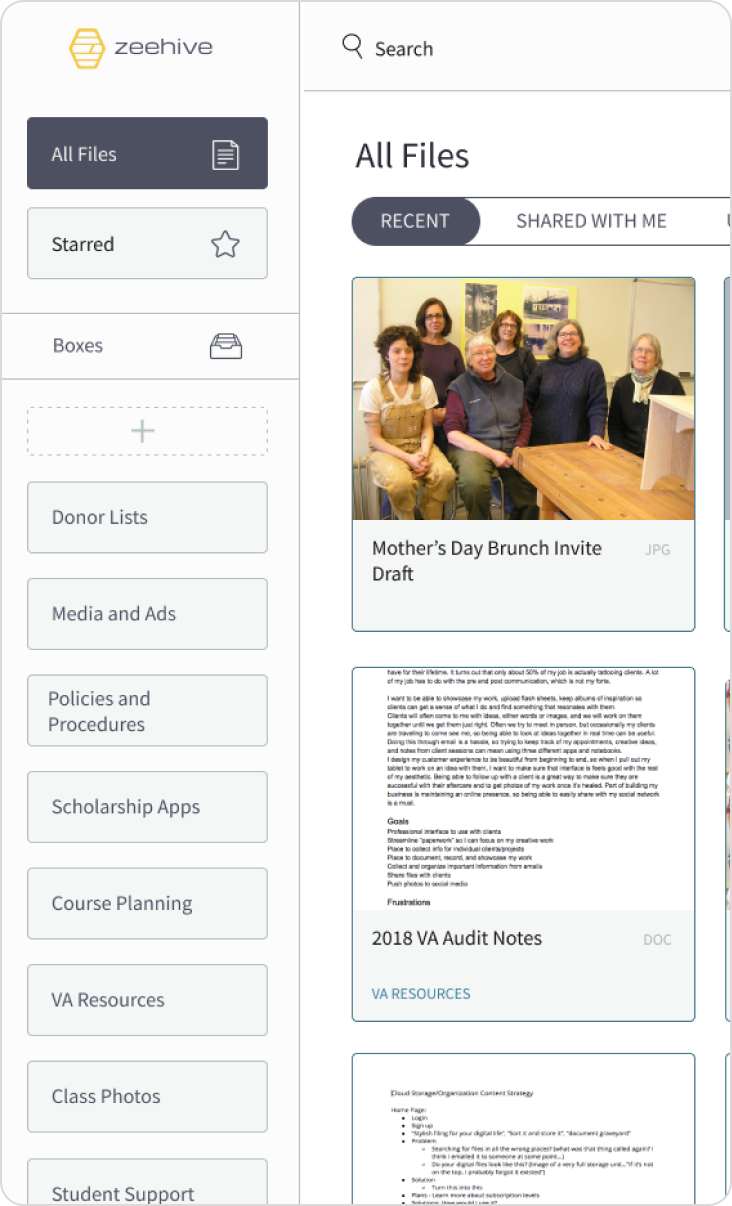 zeehive
Search
All Files
Starred
Boxes
+
Donor Lists
Media and Ads
Policies and
Procedures
Scholarship Apps
Course Planning
VA Resources
Class Photos
Student Support
All Files
RECENT
SHARED WITH ME
Mother’s Day Brunch Invite
Draft
JPG
have for their lifetime. It turns out that only about 50% of my job is actually tattooing clients. A lot
of my job has to do with the pre and post communication, which is not my forte.
I want to be able to showcase my work, upload flash sheets, keep albums of inspiration so
clients can get a sense of what I do and find something that resonates with them.
Clients will often come to me with ideas, either words or images, and we will work on them
together until we get them just right. Often we try to meet in person, but occasionally my clients
are traveling to come see me, so being able to look at ideas together in real time can be useful.
Doing this through email is a hassle, so trying to keep track of my appointments, creative ideas,
and notes from client sessions can mean using three different apps and notebooks.
I design my customer experience to be beautiful from beginning to end, so when I pull out my
tablet to work on an idea with them, I want to make sure that interface is feels good with the rest
of my aesthetic. Being able to follow up with a client is a great way to make sure they are
successful with their aftercare and to get photos of my work once it's healed. Part of building my
business is maintaining an online presence, so being able to easily share with my social network
is a must.
Goals
Professional interface to use with clients
Streamline "paperwork" so I can focus on my creative work
Place to collect info for individual clients/projects
Place to document, record, and showcase my work
Collect and organize important information from emails
Share files with clients
Push photos to social media
Frustrations
2018 VA Audit Notes
DOC
VA RESOURCES
Cloud Storage/Organization Content Strategy
Home Page:
Login
Sign up
"Stylish filing for your digital life", "Sort it and store it", "document graveyard"
Problem
Searching for files in all the wrong places? (what was that thing called again? I
think I emailed it to someone at some point...)
Do your digital files look like this? (Image of a very full storage unit..."If it's not
on the top, I probably forgot it existed")
Solution
Turn this into this
Plans - Learn more about subscription levels